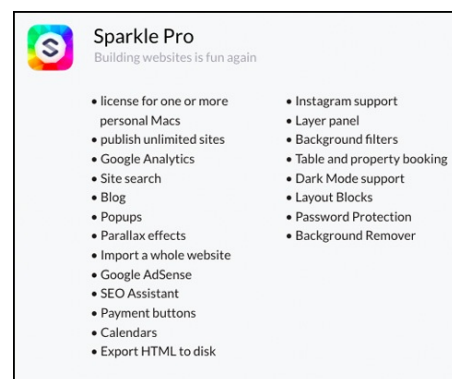 Sparkle Pro
Building websites is fun again
• license for one or more
personal Macs
• publish unlimited sites
• Google Analytics
• Site search
• Blog
• Popups
• Parallax effects
• Import a whole website
• Google AdSense
• SEO Assistant
• Payment buttons
• Calendars
• Export HTML to disk
• Instagram support
• Layer panel
• Background filters
• Table and property booking
• Dark Mode support
• Layout Blocks
• Password Protection
• Background Remover